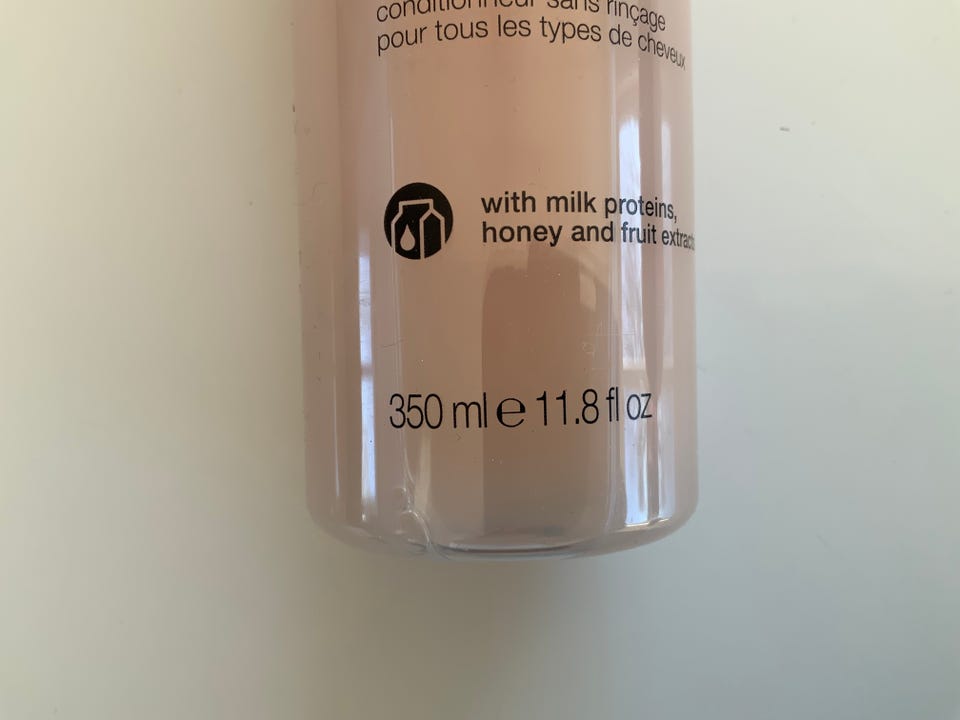 conditionneur sans rinçage
pour tous les types de cheveux
with milk proteins,
honey and fruit extracts
350 ml ℮ 11.8 fl oz